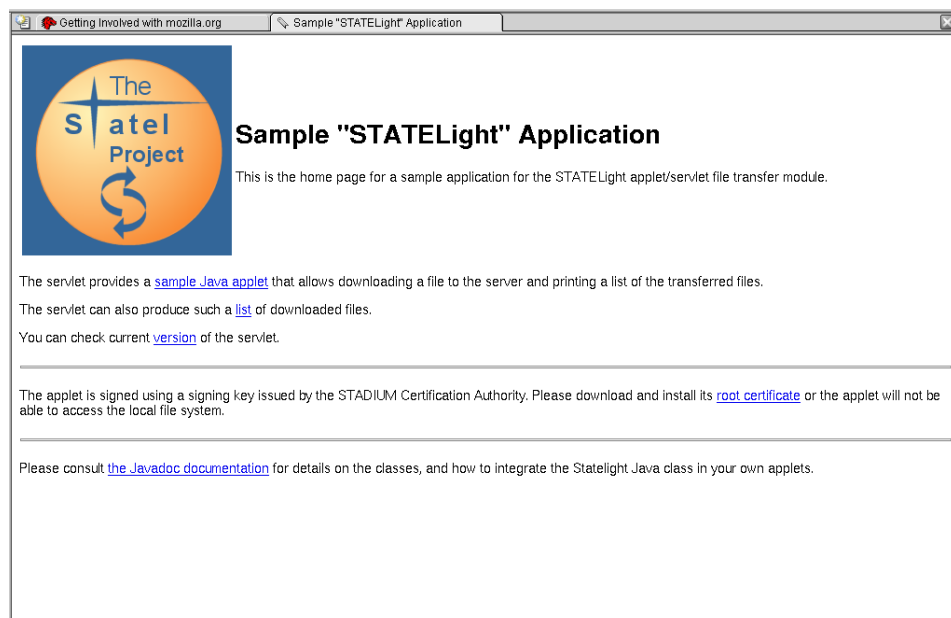 Getting Involved with mozilla.org
Sample "STATELight" Application
The
Statel
Project
Sample "STATELight" Application
This is the home page for a sample application for the STATELight applet/servlet file transfer module.
The servlet provides a sample Java applet that allows downloading a file to the server and printing a list of the transferred files.
The servlet can also produce such a list of downloaded files.
You can check current version of the servlet.
The applet is signed using a signing key issued by the STADIUM Certification Authority. Please download and install its root certificate or the applet will not be
able to access the local file system.
Please consult the Javadoc documentation for details on the classes, and how to integrate the Statelight Java class in your own applets.